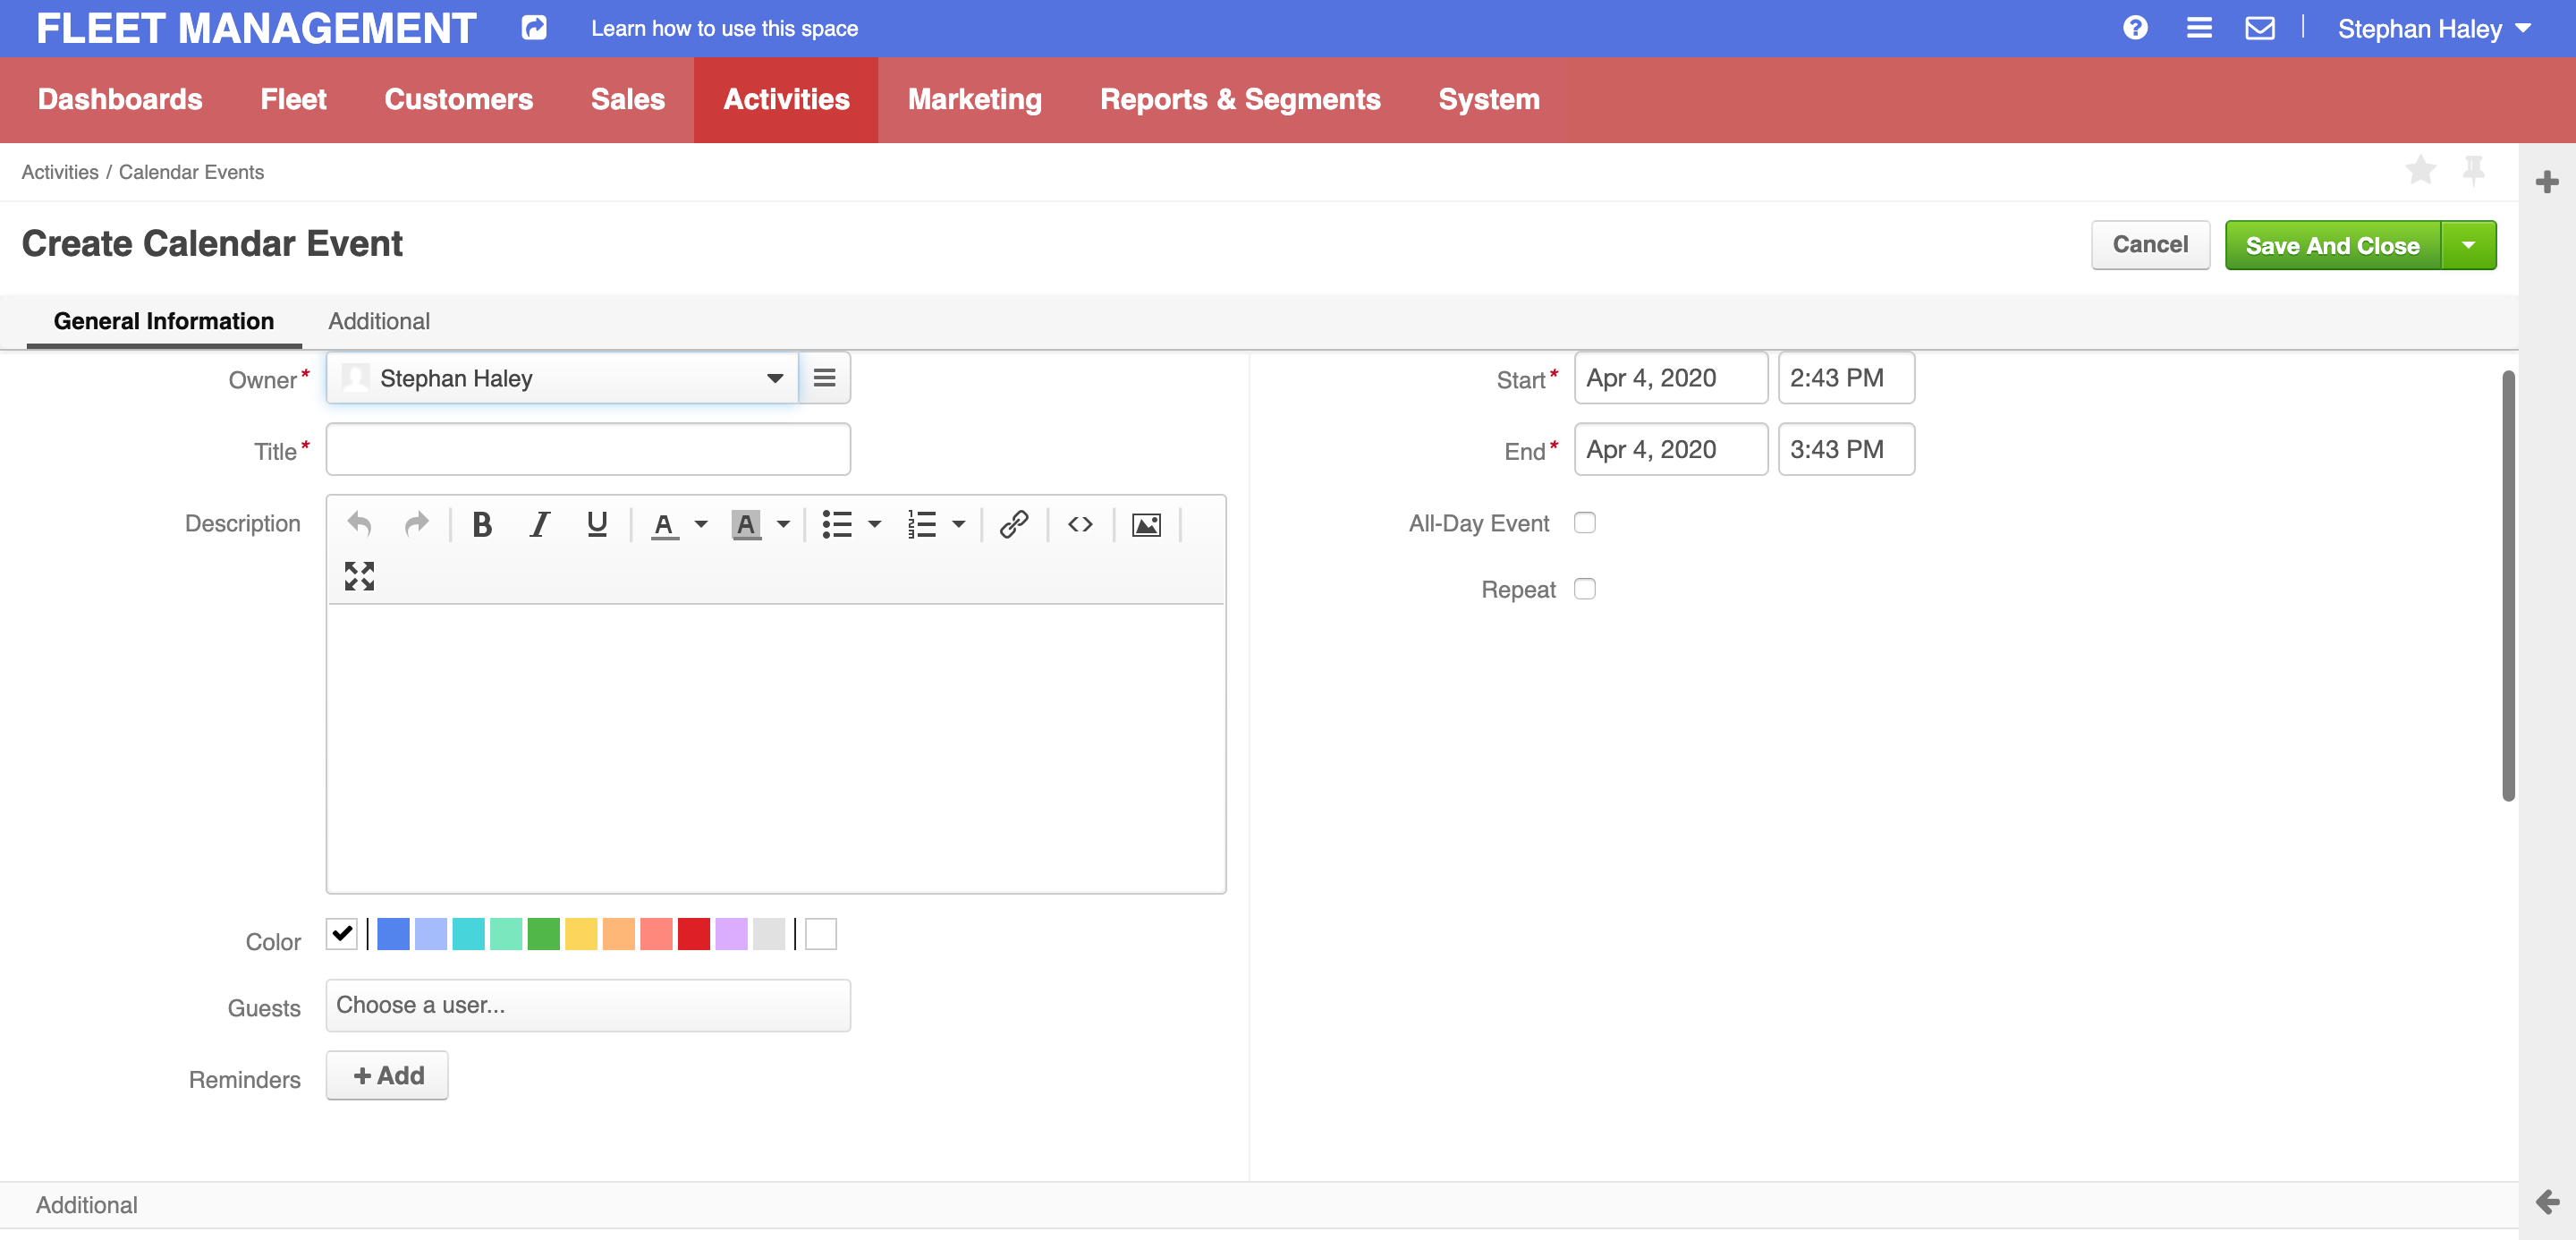 FLEET MANAGEMENT Learn how to use this space Stephan Haley
Dashboards Fleet Customers Sales Activities Marketing Reports & Segments System
Activities / Calendar Events
Create Calendar Event Cancel Save And Close
General Information Additional
Owner* Stephan Haley
Title*
Description
Color
Guests Choose a user...
Reminders + Add
Start* Apr 4, 2020 2:43 PM
End* Apr 4, 2020 3:43 PM
All-Day Event
Repeat
Additional